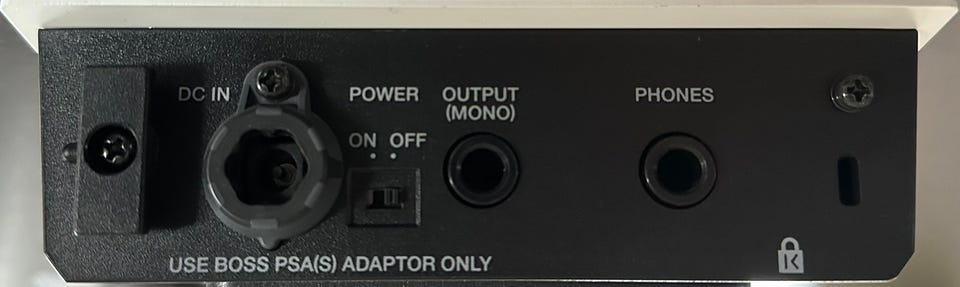 DC IN
POWER
ON OFF
OUTPUT
(MONO)
PHONES
USE BOSS PSA(S) ADAPTOR ONLY
K